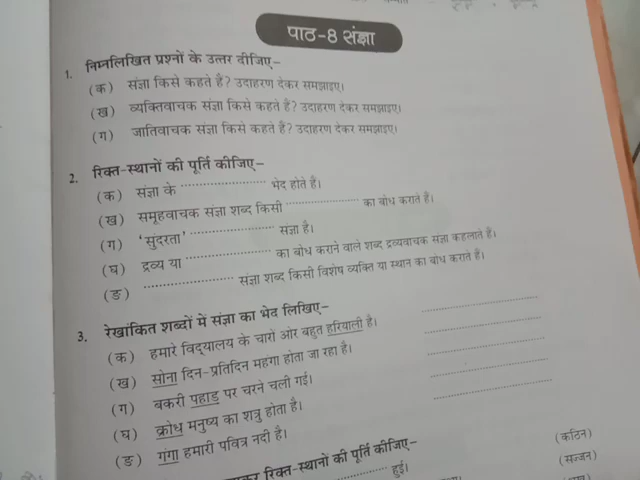 पाठ-8 संज्ञा
1. निम्नलिखित प्रश्नों के उत्तर दीजिए–
(क) संज्ञा किसे कहते हैं? उदाहरण देकर समझाइए।
(ख) व्यक्तिवाचक संज्ञा किसे कहते हैं? उदाहरण देकर समझाइए।
(ग) जातिवाचक संज्ञा किसे कहते हैं? उदाहरण देकर समझाइए।
2. रिक्त-स्थानों की पूर्ति कीजिए–
(क) संज्ञा के ........................ भेद होते हैं।
(ख) समूहवाचक संज्ञा शब्द किसी ........................ का बोध कराते हैं।
(ग) 'सुंदरता' ........................ संज्ञा है।
(घ) द्रव्य या ........................ का बोध कराने वाले शब्द द्रव्यवाचक संज्ञा कहलाते हैं।
(ङ) ........................ संज्ञा शब्द किसी विशेष व्यक्ति या स्थान का बोध कराते हैं।
3. रेखांकित शब्दों में संज्ञा का भेद लिखिए–
(क) हमारे विद्यालय के चारों ओर बहुत हरियाली है। ........................
(ख) सोना दिन-प्रतिदिन महंगा होता जा रहा है। ........................
(ग) बकरी पहाड़ पर चरने चली गई। ........................
(घ) क्रोध मनुष्य का शत्रु होता है। ........................
(ङ) गंगा हमारी पवित्र नदी है। ........................
रिक्त-स्थानों की पूर्ति कीजिए–
........................ हुई। (कठिन)
(सज्जन)